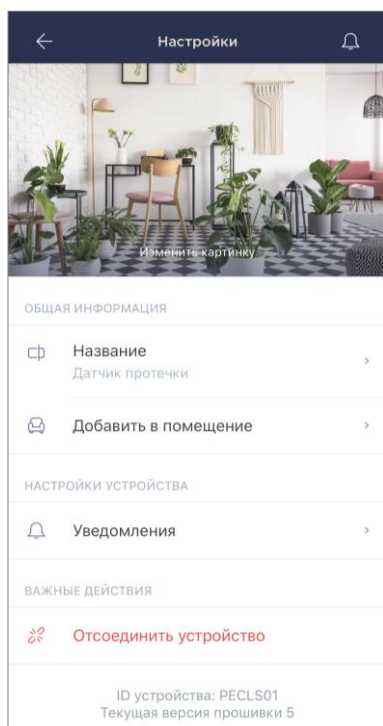 Настройки
Изменить картинку
ОБЩАЯ ИНФОРМАЦИЯ
Название
Датчик протечки
Добавить в помещение
НАСТРОЙКИ УСТРОЙСТВА
Уведомления
ВАЖНЫЕ ДЕЙСТВИЯ
Отсоединить устройство
ID устройства: PECLS01
Текущая версия прошивки 5